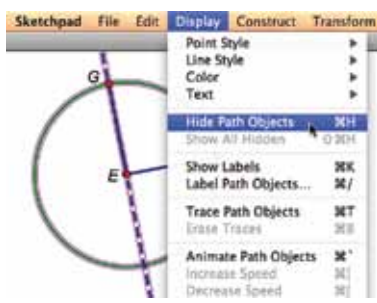 Sketchpad File Edit Display Construct Transform
Point Style
Line Style
Color
Text
Hide Path Objects ⌘H
Show All Hidden
Show Labels ⌘K
Label Path Objects... ⌘/
Trace Path Objects ⌘T
Erase Traces ⌘B
Animate Path Objects ⌘`
Increase Speed ⌘]
Decrease Speed ⌘[
G
E